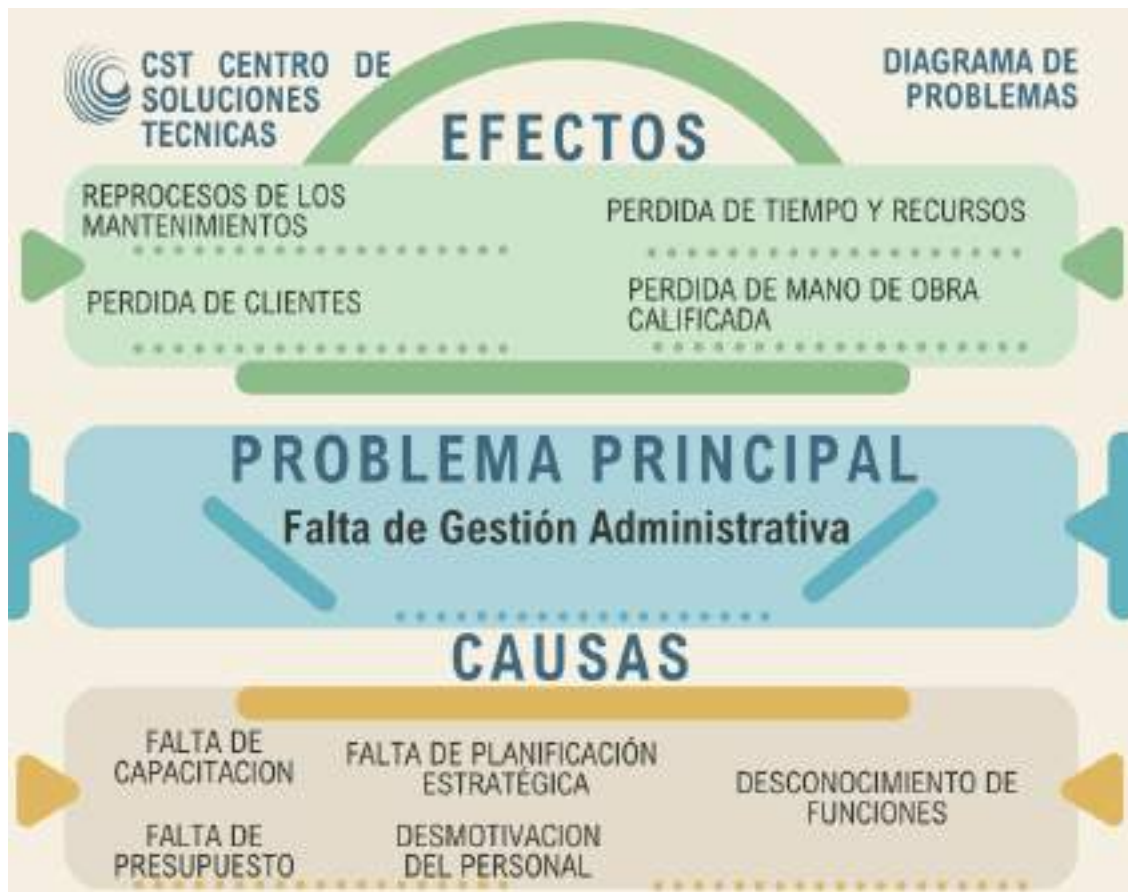 CST CENTRO DE
SOLUCIONES
TECNICAS
DIAGRAMA DE
PROBLEMAS
EFECTOS
REPROCESOS DE LOS
MANTENIMIENTOS
PERDIDA DE TIEMPO Y RECURSOS
PERDIDA DE CLIENTES
PERDIDA DE MANO DE OBRA
CALIFICADA
PROBLEMA PRINCIPAL
Falta de Gestión Administrativa
CAUSAS
FALTA DE
CAPACITACION
FALTA DE PLANIFICACIÓN
ESTRATÉGICA
DESCONOCIMIENTO DE
FUNCIONES
FALTA DE
PRESUPUESTO
DESMOTIVACION
DEL PERSONAL